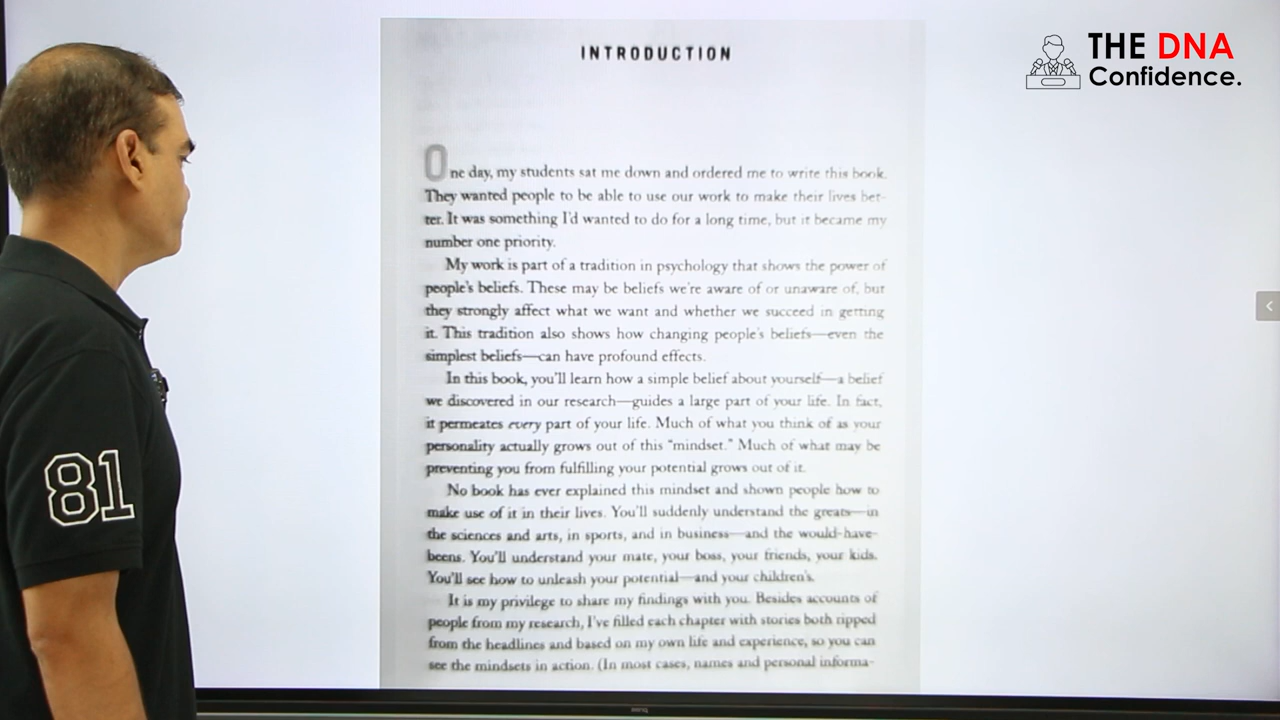 INTRODUCTION
THE DNA
Confidence.
One day, my students sat me down and ordered me to write this book.
They wanted people to be able to use our work to make their lives bet-
ter. It was something I'd wanted to do for a long time, but it became my
number one priority.
My work is part of a tradition in psychology that shows the power of
people's beliefs. These may be beliefs we're aware of or unaware of, but
they strongly affect what we want and whether we succeed in getting
it. This tradition also shows how changing people's beliefs—even the
simplest beliefs—can have profound effects.
In this book, you'll learn how a simple belief about yourself—a belief
we discovered in our research—guides a large part of your life. In fact,
it permeates every part of your life. Much of what you think of as your
personality actually grows out of this "mindset." Much of what may be
preventing you from fulfilling your potential grows out of it.
No book has ever explained this mindset and shown people how to
make use of it in their lives. You'll suddenly understand the greats—in
the sciences and arts, in sports, and in business—and the would-have-
beens. You'll understand your mate, your boss, your friends, your kids.
You'll see how to unleash your potential—and your children's.
It is my privilege to share my findings with you. Besides accounts of
people from my research, I've filled each chapter with stories both ripped
from the headlines and based on my own life and experience, so you can
see the mindsets in action. (In most cases, names and personal informa-
81